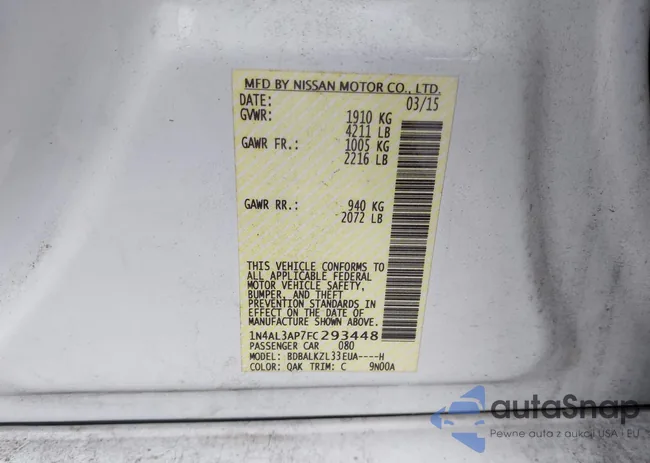 MFD BY NISSAN MOTOR CO., LTD.
DATE: 03/15
GVWR: 1910 KG
4211 LB
GAWR FR.: 1005 KG
2216 LB
GAWR RR.: 940 KG
2072 LB
THIS VEHICLE CONFORMS TO
ALL APPLICABLE FEDERAL
MOTOR VEHICLE SAFETY,
BUMPER, AND THEFT
PREVENTION STANDARDS IN
EFFECT ON THE DATE OF
MANUFACTURE SHOWN ABOVE.
1N4AL3AP7FC293448
PASSENGER CAR 080
MODEL: BDBALKZL33EUA----H
COLOR: QAK TRIM: C 9N00A
autaSnap
Pewne auta z aukcji USA - EU